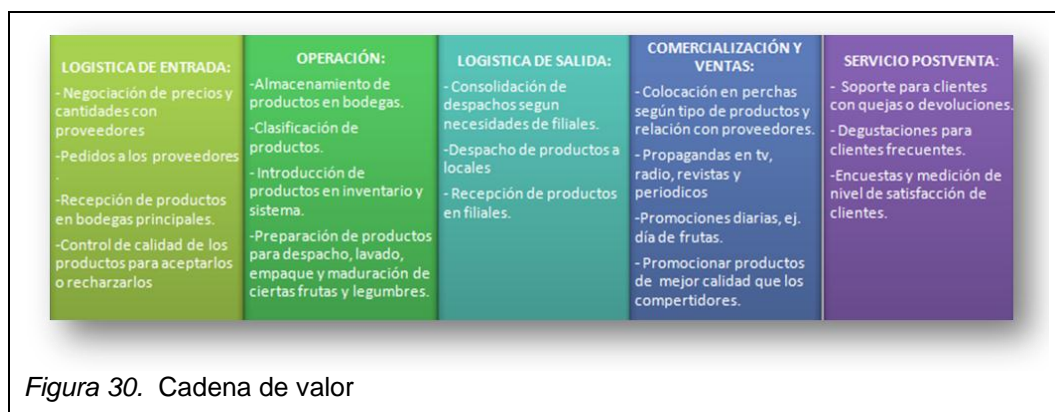 LOGISTICA DE ENTRADA:
- Negociación de precios y
cantidades con
proveedores
-Pedidos a los proveedores
.
-Recepción de productos
en bodegas principales.
-Control de calidad de los
productos para aceptarlos
o recharzarlos
OPERACIÓN:
-Almacenamiento de
productos en bodegas.
-Clasificación de
productos.
- Introducción de
productos en inventario y
sistema.
-Preparación de productos
para despacho, lavado,
empaque y maduración de
ciertas frutas y legumbres.
LOGISTICA DE SALIDA:
- Consolidación de
despachos segun
necesidades de filiales.
-Despacho de productos a
locales
- Recepción de productos
en filiales.
COMERCIALIZACIÓN Y
VENTAS:
- Colocación en perchas
según tipo de productos y
relación con proveedores.
- Propagandas en tv,
radio, revistas y
periodicos
-Promociones diarias, ej.
día de frutas.
- Promocionar productos
de mejor calidad que los
compertidores.
SERVICIO POSTVENTA:
- Soporte para clientes
con quejas o devoluciones.
- Degustaciones para
clientes frecuentes.
-Encuestas y medición de
nivel de satisfacción de
clientes.
Figura 30. Cadena de valor